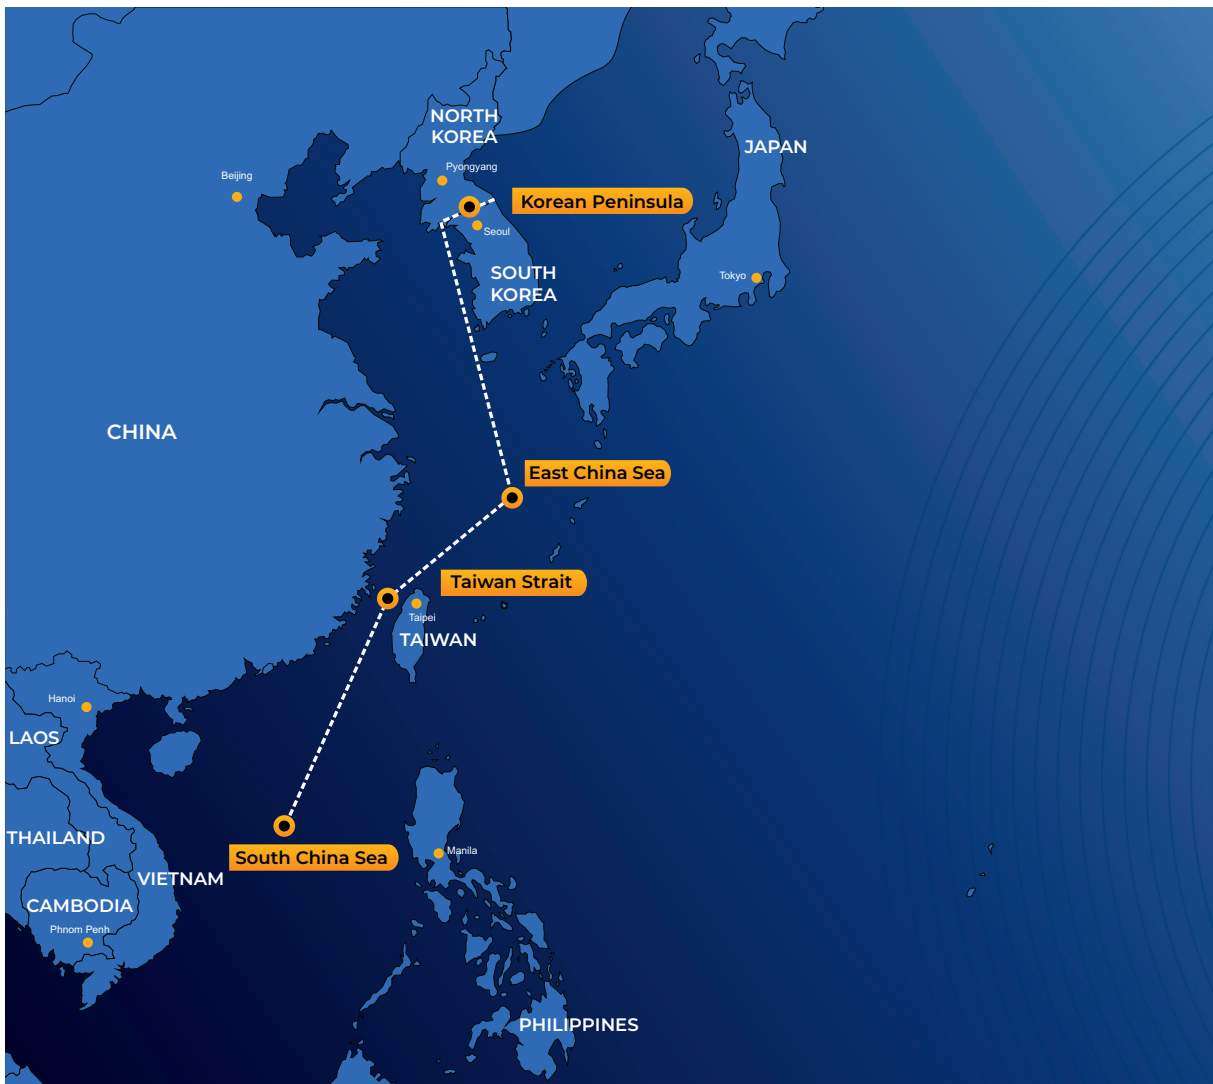 NORTH
KOREA
JAPAN
Pyongyang
Beijing
Korean Peninsula
Seoul
SOUTH
KOREA
Tokyo
CHINA
East China Sea
Taiwan Strait
Taipei
TAIWAN
Hanoi
LAOS
THAILAND
Manila
South China Sea
VIETNAM
CAMBODIA
Phnom Penh
PHILIPPINES